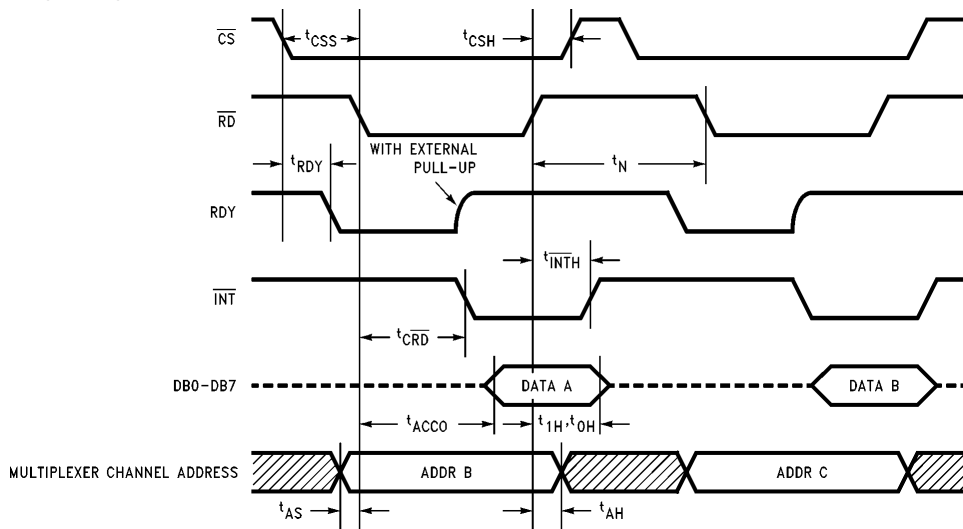 CS
tCSS
tCSH
RD
WITH EXTERNAL
PULL-UP
tRDY
tN
RDY
tINTH
INT
tCRD
DB0-DB7
DATA A
DATA B
tACC0
t1H, t0H
MULTIPLEXER CHANNEL ADDRESS
ADDR B
ADDR C
tAS
tAH